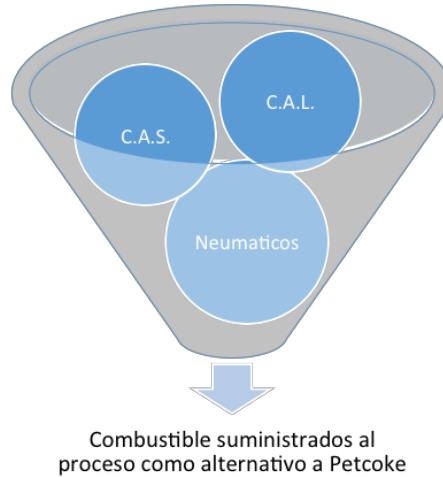 C.A.L.
C.A.S.
Neumaticos
Combustible suministrados al
proceso como alternativo a Petcoke